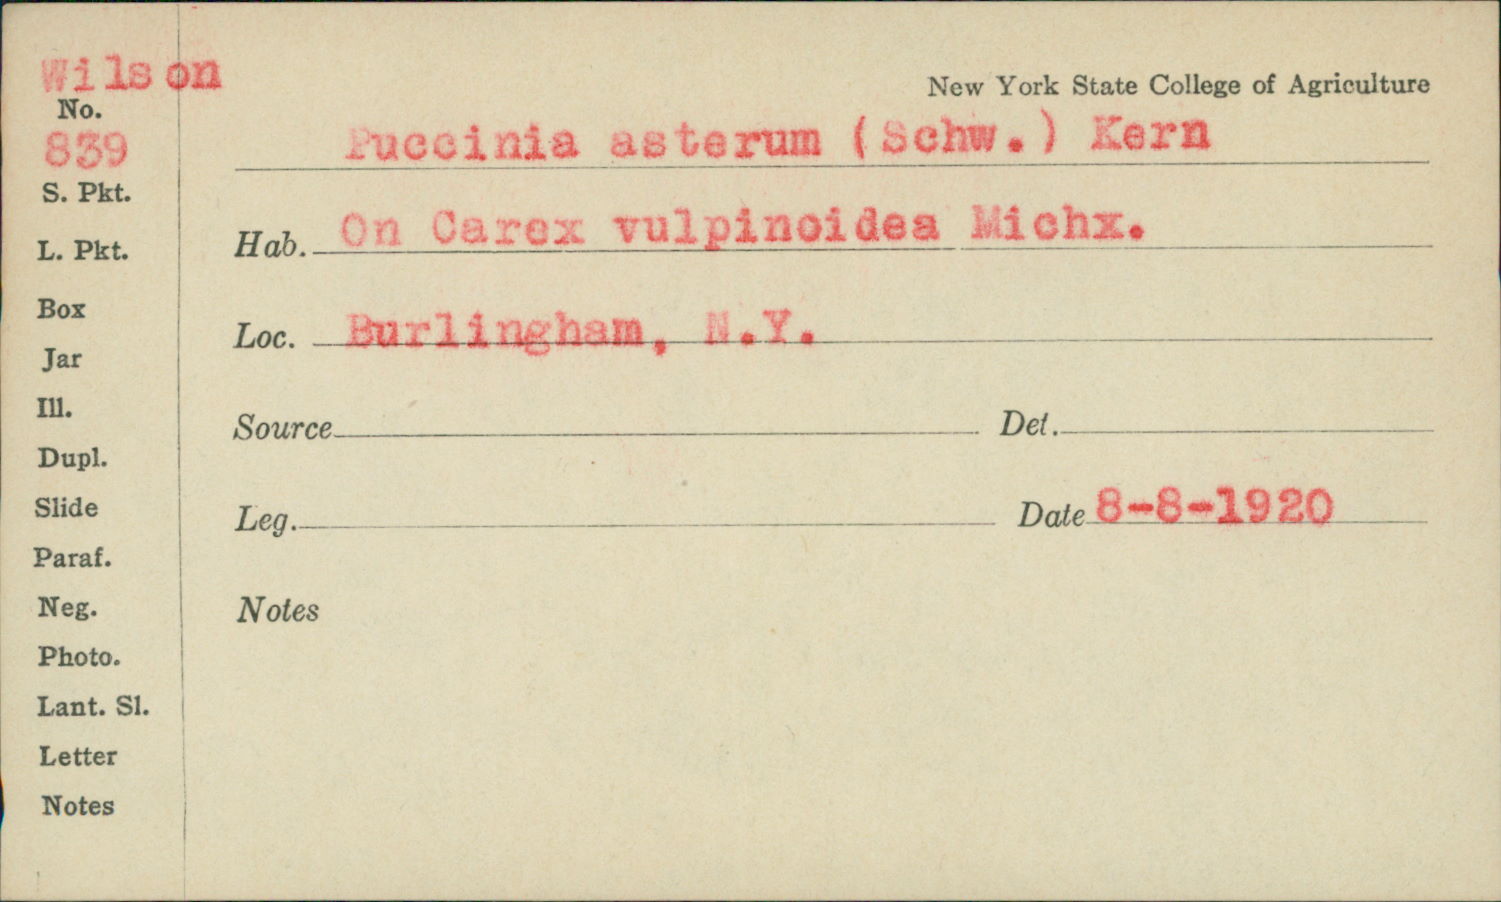 Wilson
No.
839
S. Pkt.
L. Pkt.
Box
Jar
Ill.
Dupl.
Slide
Paraf.
Neg.
Photo.
Lant. Sl.
Letter
Notes
New York State College of Agriculture
Puccinia asterum (Schw.) Kern
Hab. On Carex vulpinoidea Michx.
Loc. Burlingham, N.Y.
Source Det.
Leg. Date 8-8-1920
Notes